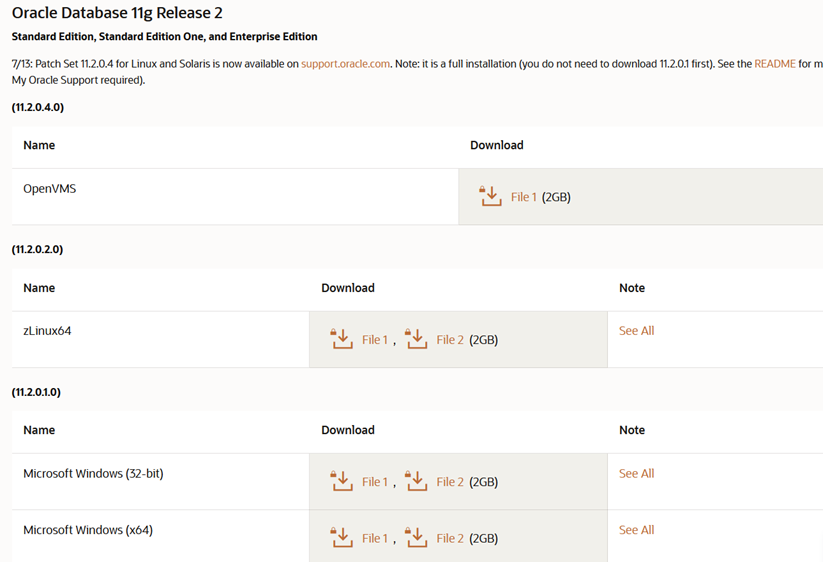 Oracle Database 11g Release 2
Standard Edition, Standard Edition One, and Enterprise Edition
7/13: Patch Set 11.2.0.4 for Linux and Solaris is now available on support.oracle.com. Note: it is a full installation (you do not need to download 11.2.0.1 first). See the README for m
My Oracle Support required).
(11.2.0.4.0)
Name Download
OpenVMS File 1 (2GB)
(11.2.0.2.0)
Name Download Note
zLinux64 File 1 , File 2 (2GB) See All
(11.2.0.1.0)
Name Download Note
Microsoft Windows (32-bit) File 1 , File 2 (2GB) See All
Microsoft Windows (x64) File 1 , File 2 (2GB) See All